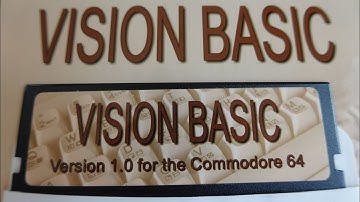 VISION BASIC
VISION BASIC
Version 1.0 for the Commodore 64